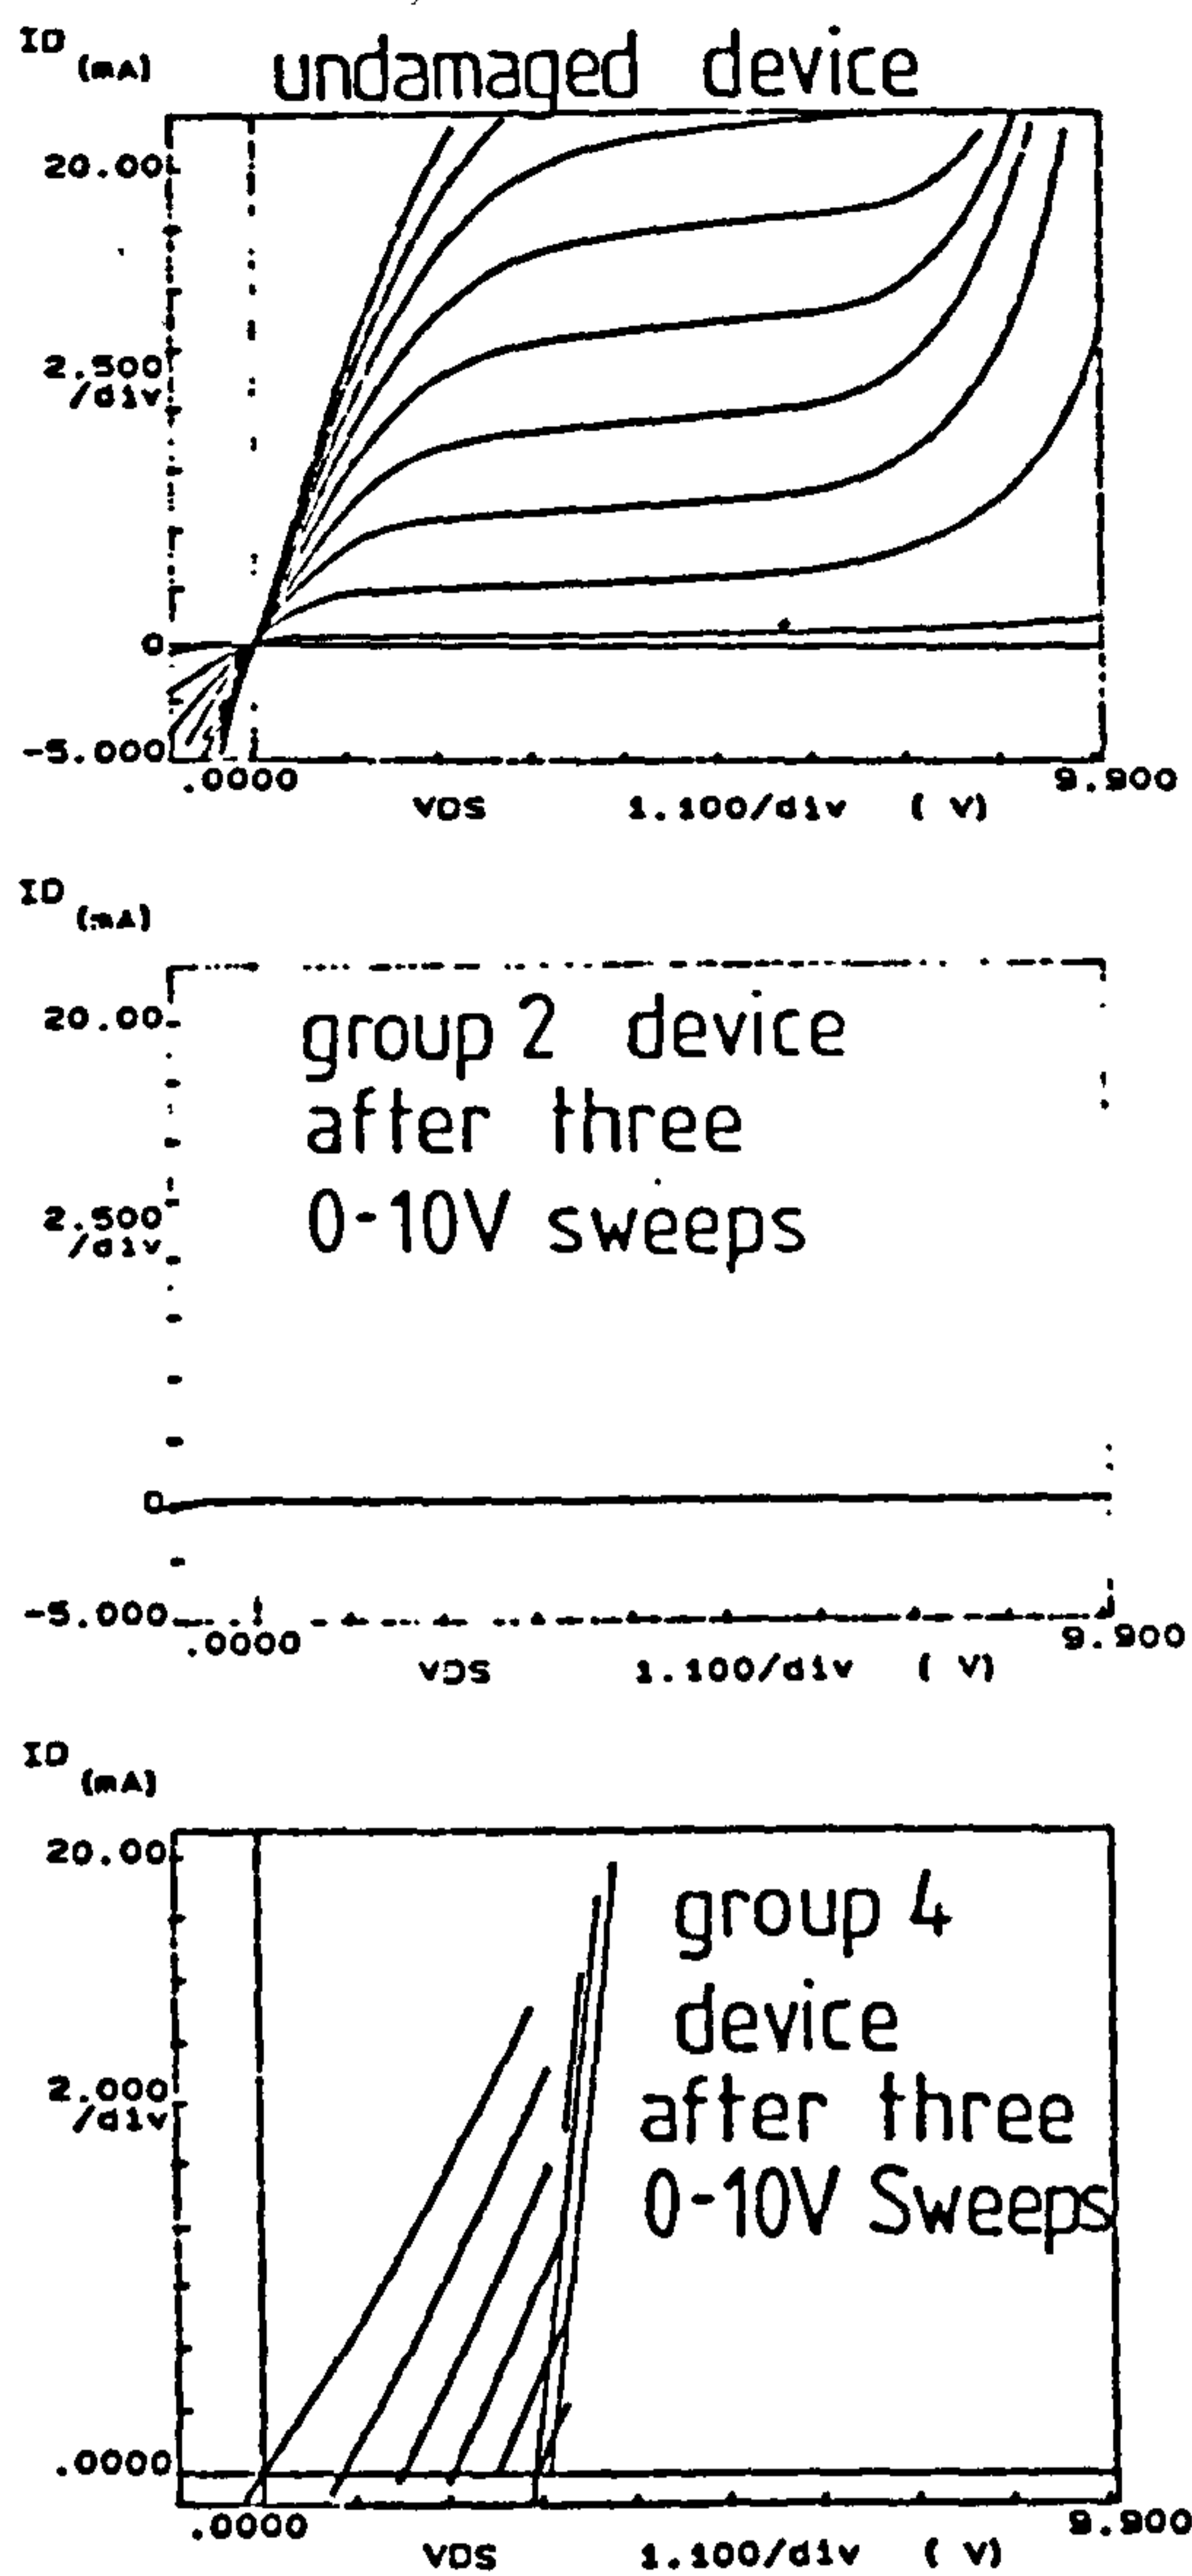 ID
(mA)
undamaged device
20.00
2.500
/div
0
-5.000
.0000
9.900
VDS 1.100/div ( V)
ID
(mA)
20.00
group 2 device
after three
0-10V sweeps
2.500
/div
0
-5.000
.0000
9.900
VDS 1.100/div ( V)
ID
(mA)
20.00
group 4
device
2.000
/div
after three
0-10V Sweeps
.0000
.0000
9.900
VDS 1.100/div ( V)